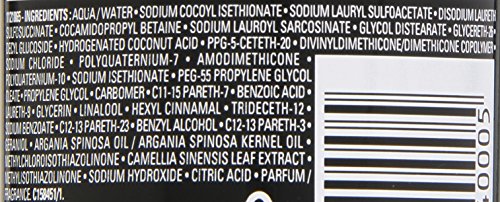 1121065 - INGREDIENTS: AQUA/WATER • SODIUM COCOYL ISETHIONATE • SODIUM LAURYL SULFOACETATE • DISODIUM LAURETH
SULFOSUCCINATE • COCAMIDOPROPYL BETAINE • SODIUM LAUROYL SARCOSINATE • GLYCOL DISTEARATE • GLYCERETH-26
DECYL GLUCOSIDE • HYDROGENATED COCONUT ACID • PPG-5-CETETH-20 • DIVINYLDIMETHICONE/DIMETHICONE COPOLYMER
SODIUM CHLORIDE • POLYQUATERNIUM-7 • AMODIMETHICONE
POLYQUATERNIUM-10 • SODIUM ISETHIONATE • PEG-55 PROPYLENE GLYCOL
OLEATE • PROPYLENE GLYCOL • CARBOMER • C11-15 PARETH-7 • BENZOIC ACID
LAURETH-9 • GLYCERIN • LINALOOL • HEXYL CINNAMAL • TRIDECETH-12
SODIUM BENZOATE • C12-13 PARETH-23 • BENZYL ALCOHOL • C12-13 PARETH-3
GERANIOL • ARGANIA SPINOSA OIL / ARGANIA SPINOSA KERNEL OIL
METHYLCHLOROISOTHIAZOLINONE • CAMELLIA SINENSIS LEAF EXTRACT
METHYLISOTHIAZOLINONE • SODIUM HYDROXIDE • CITRIC ACID • PARFUM /
FRAGRANCE. C158451/1.
40005